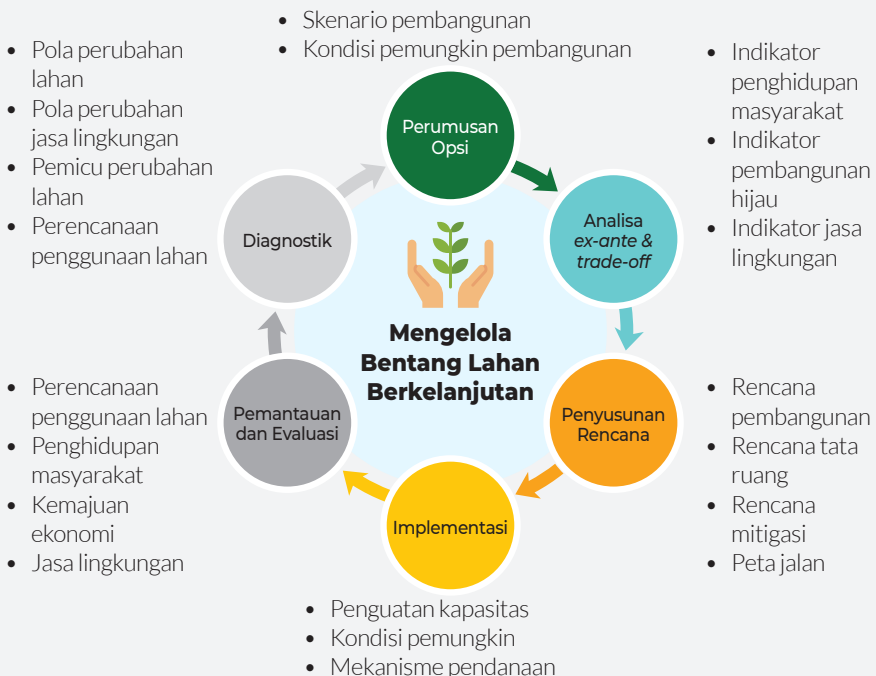 • Skenario pembangunan
• Kondisi pemungkin pembangunan
• Pola perubahan
lahan
• Pola perubahan
jasa lingkungan
• Pemicu perubahan
lahan
• Perencanaan
penggunaan lahan
• Indikator
penghidupan
masyarakat
• Indikator
pembangunan
hijau
• Indikator jasa
lingkungan
Perumusan
Opsi
Diagnostik
Analisa
ex-ante &
trade-off
Mengelola
Bentang Lahan
Berkelanjutan
Pemantauan
dan Evaluasi
Penyusunan
Rencana
Implementasi
• Perencanaan
penggunaan lahan
• Penghidupan
masyarakat
• Kemajuan
ekonomi
• Jasa lingkungan
• Rencana
pembangunan
• Rencana tata
ruang
• Rencana
mitigasi
• Peta jalan
• Penguatan kapasitas
• Kondisi pemungkin
• Mekanisme pendanaan